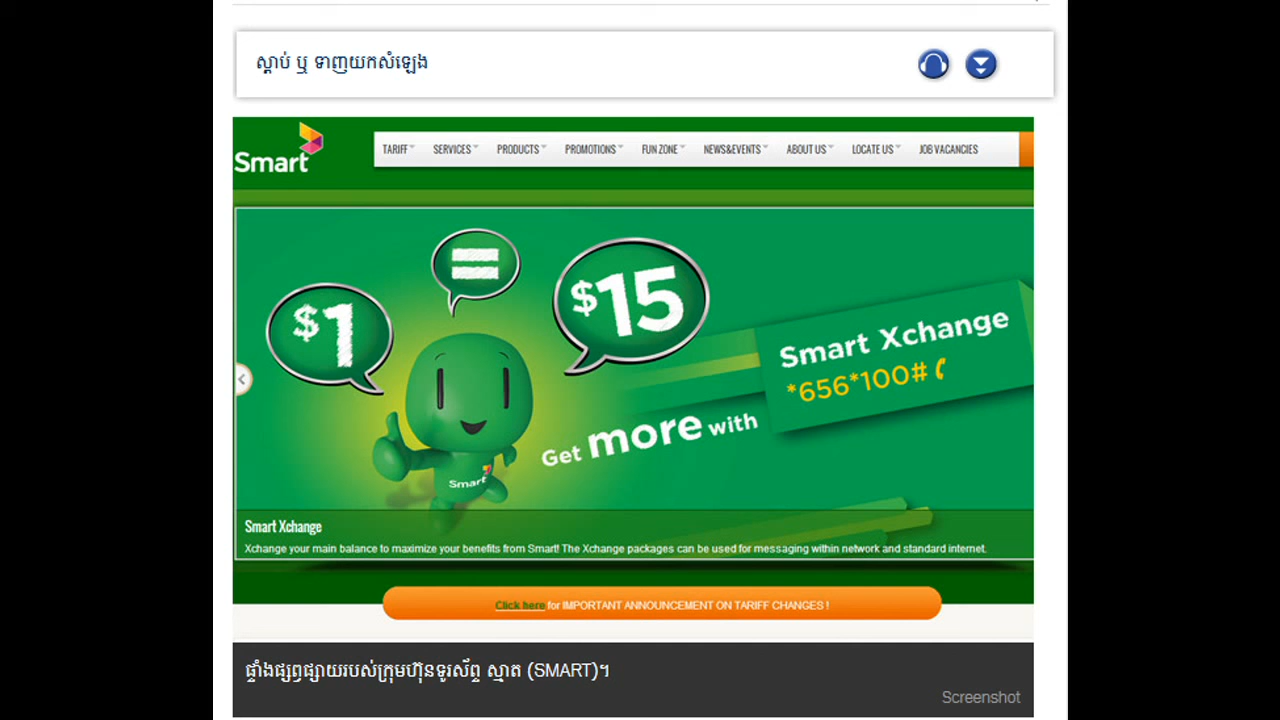 ស្ដាប់ ឬ ទាញយកសំឡេង
Smart
TARIFF SERVICES PRODUCTS PROMOTIONS FUN ZONE NEWS&EVENTS ABOUT US LOCATE US JOB VACANCIES
$1 = $15
Smart Xchange
*656*100#
Get more with
Smart
Smart Xchange
Xchange your main balance to maximize your benefits from Smart! The Xchange packages can be used for messaging within network and standard internet.
Click here for IMPORTANT ANNOUNCEMENT ON TARIFF CHANGES !
ផ្ទាំងផ្សព្វផ្សាយរបស់ក្រុមហ៊ុនទូរស័ព្ទ ស្មាត (SMART)។
Screenshot